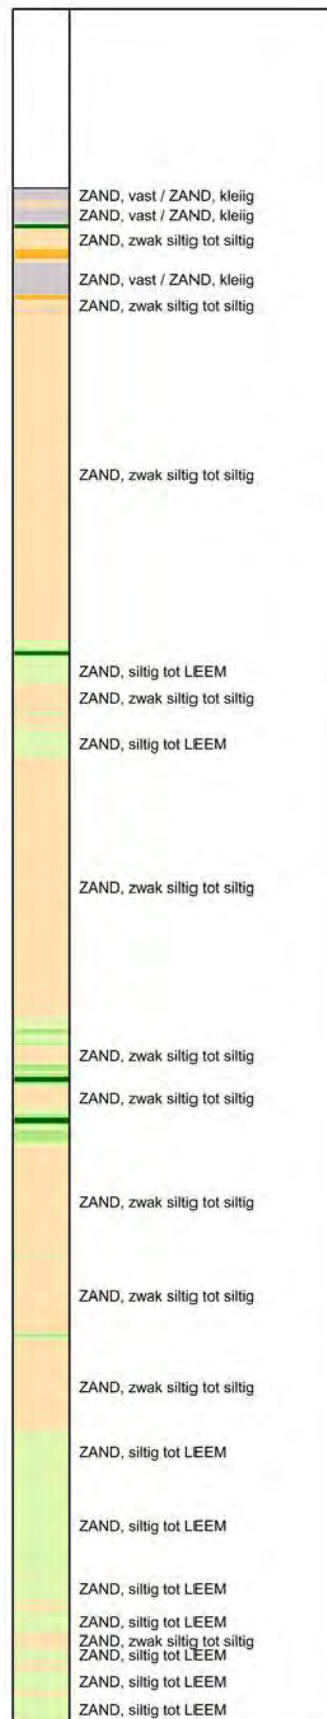 ZAND, vast / ZAND, kleiig
ZAND, vast / ZAND, kleiig
ZAND, zwak siltig tot siltig
ZAND, vast / ZAND, kleiig
ZAND, zwak siltig tot siltig
ZAND, zwak siltig tot siltig
ZAND, siltig tot LEEM
ZAND, zwak siltig tot siltig
ZAND, siltig tot LEEM
ZAND, zwak siltig tot siltig
ZAND, zwak siltig tot siltig
ZAND, zwak siltig tot siltig
ZAND, zwak siltig tot siltig
ZAND, zwak siltig tot siltig
ZAND, zwak siltig tot siltig
ZAND, siltig tot LEEM
ZAND, siltig tot LEEM
ZAND, siltig tot LEEM
ZAND, siltig tot LEEM
ZAND, zwak siltig tot siltig
ZAND, siltig tot LEEM
ZAND, siltig tot LEEM
ZAND, siltig tot LEEM